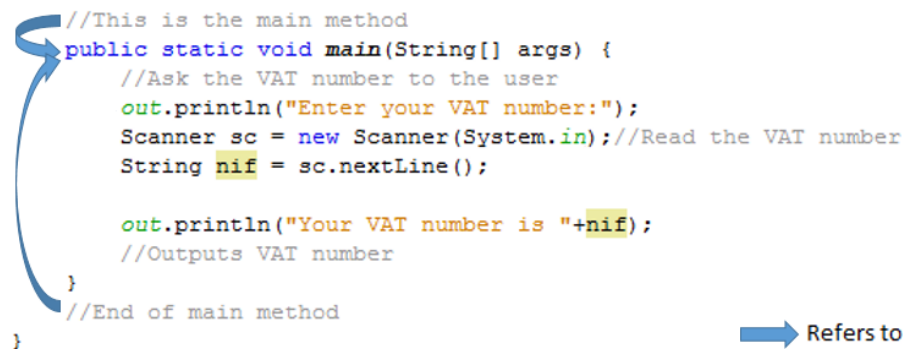 //This is the main method
public static void main(String[] args) {
//Ask the VAT number to the user
out.println("Enter your VAT number:");
Scanner sc = new Scanner(System.in);//Read the VAT number
String nif = sc.nextLine();
out.println("Your VAT number is "+nif);
//Outputs VAT number
}
//End of main method
Refers to
}